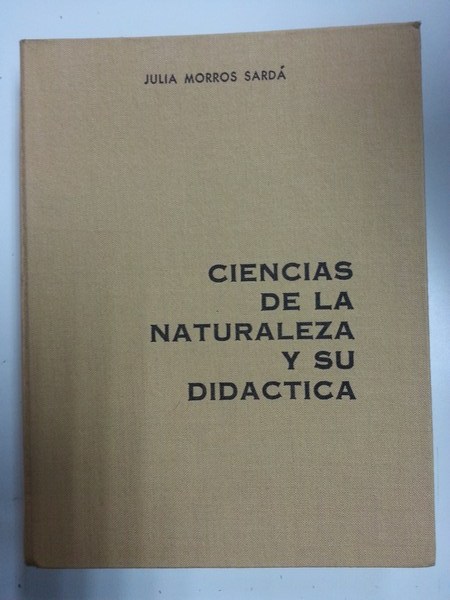 JULIA MORROS SARDÁ
CIENCIAS
DE LA
NATURALEZA
Y SU
DIDACTICA